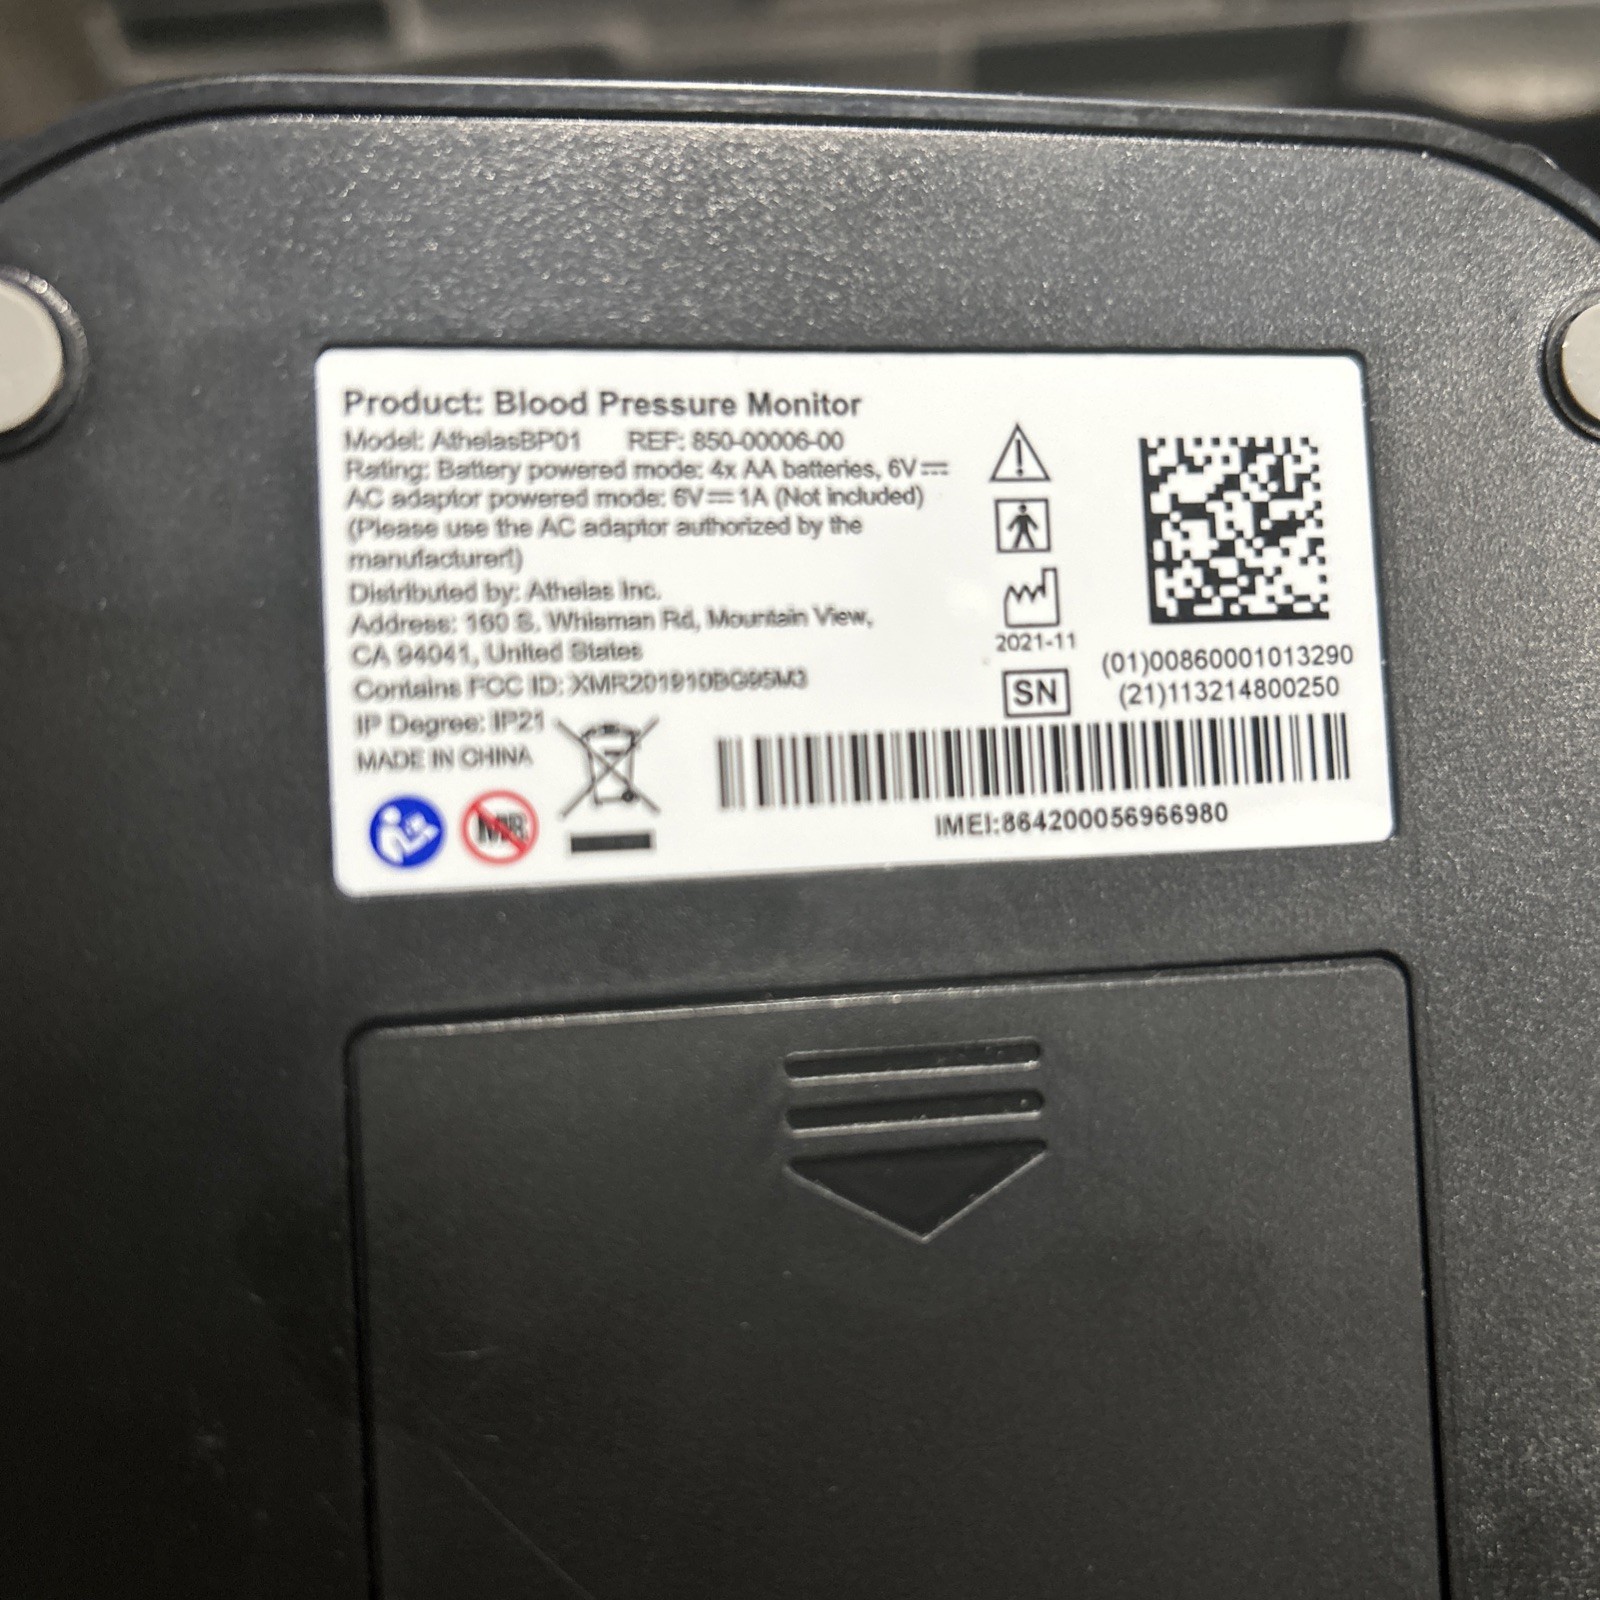 Product: Blood Pressure Monitor
Model: AthelasBP01 REF: 850-00006-00
Rating: Battery powered mode: 4x AA batteries, 6V⎓
AC adaptor powered mode: 6V⎓1A (Not included)
(Please use the AC adaptor authorized by the
manufacturer!)
Distributed by: Athelas Inc.
Address: 160 S. Whisman Rd, Mountain View,
CA 94041, United States
Contains FCC ID: XMR201910BG95M3
IP Degree: IP21
MADE IN CHINA
MR
2021-11
SN
(01)00860001013290
(21)113214800250
IMEI:864200056966980